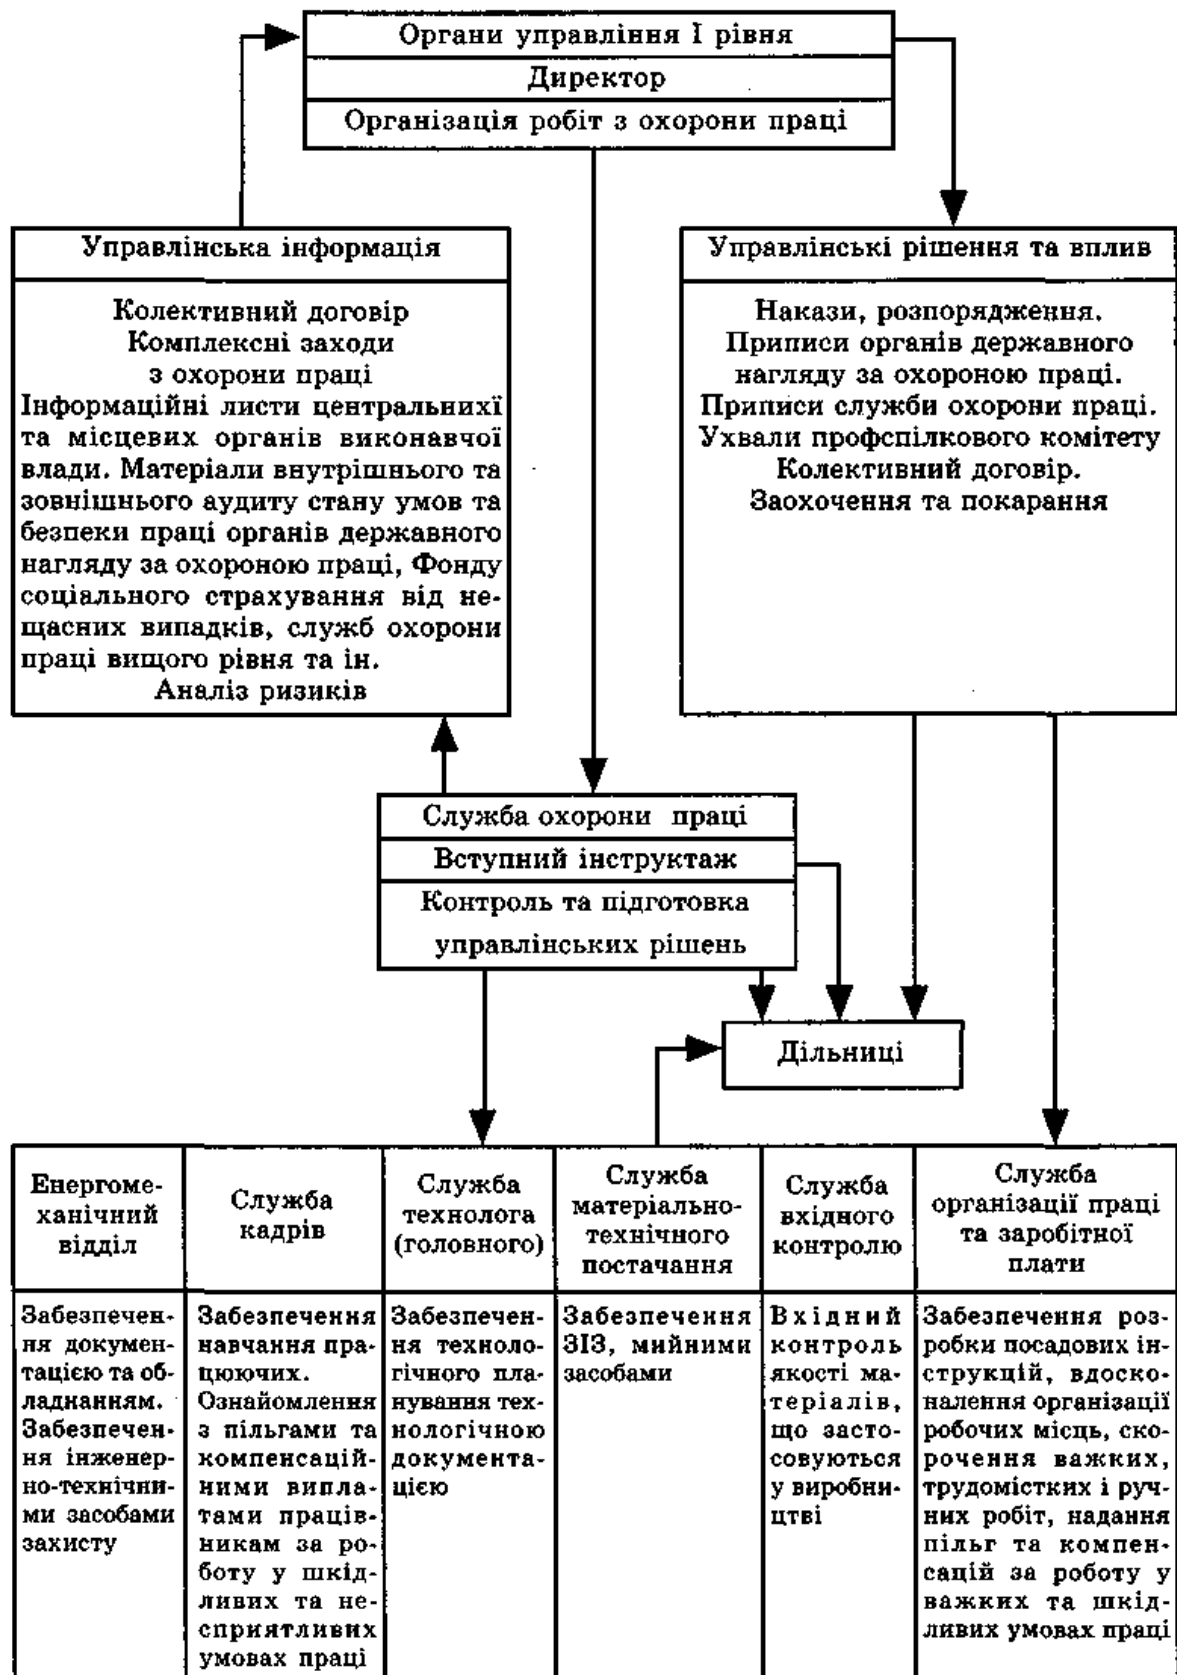 Органи управління І рівня
Директор
Організація робіт з охорони праці
Управлінська інформація
Колективний договір
Комплексні заходи
з охорони праці
Інформаційні листи центральнихї
та місцевих органів виконавчої
влади. Матеріали внутрішнього та
зовнішнього аудиту стану умов та
безпеки праці органів державного
нагляду за охороною праці, Фонду
соціального страхування від не-
щасних випадків, служб охорони
праці вищого рівня та ін.
Аналіз ризиків
Управлінські рішення та вплив
Накази, розпорядження.
Приписи органів державного
нагляду за охороною праці.
Приписи служби охорони праці.
Ухвали профспілкового комітету
Колективний договір.
Заохочення та покарання
Служба охорони праці
Вступний інструктаж
Контроль та підготовка
управлінських рішень
Дільниці
Енергоме-
ханічний
відділ
Служба
кадрів
Служба
технолога
(головного)
Служба
матеріально-
технічного
постачання
Служба
вхідного
контролю
Служба
організації праці
та заробітної
плати
Забезпечен-
ня докумен-
тацією та об-
ладнанням.
Забезпечен-
ня інженер-
но-технічни-
ми засобами
захисту
Забезпечення
навчання пра-
цюючих.
Ознайомлення
з пільгами та
компенсацій-
ними випла-
тами праців-
никам за ро-
боту у шкід-
ливих та не-
сприятливих
умовах праці
Забезпечен-
ня техноло-
гічного пла-
нування тех-
нологічною
документа-
цією
Забезпечення
ЗІЗ, мийними
засобами
Вхідний
контроль
якості ма-
теріалів,
що засто-
совуються
у виробни-
цтві
Забезпечення роз-
робки посадових ін-
струкцій, вдоско-
налення організації
робочих місць, ско-
рочення важких,
трудомістких і руч-
них робіт, надання
пільг та компен-
сацій за роботу у
важких та шкід-
ливих умовах праці